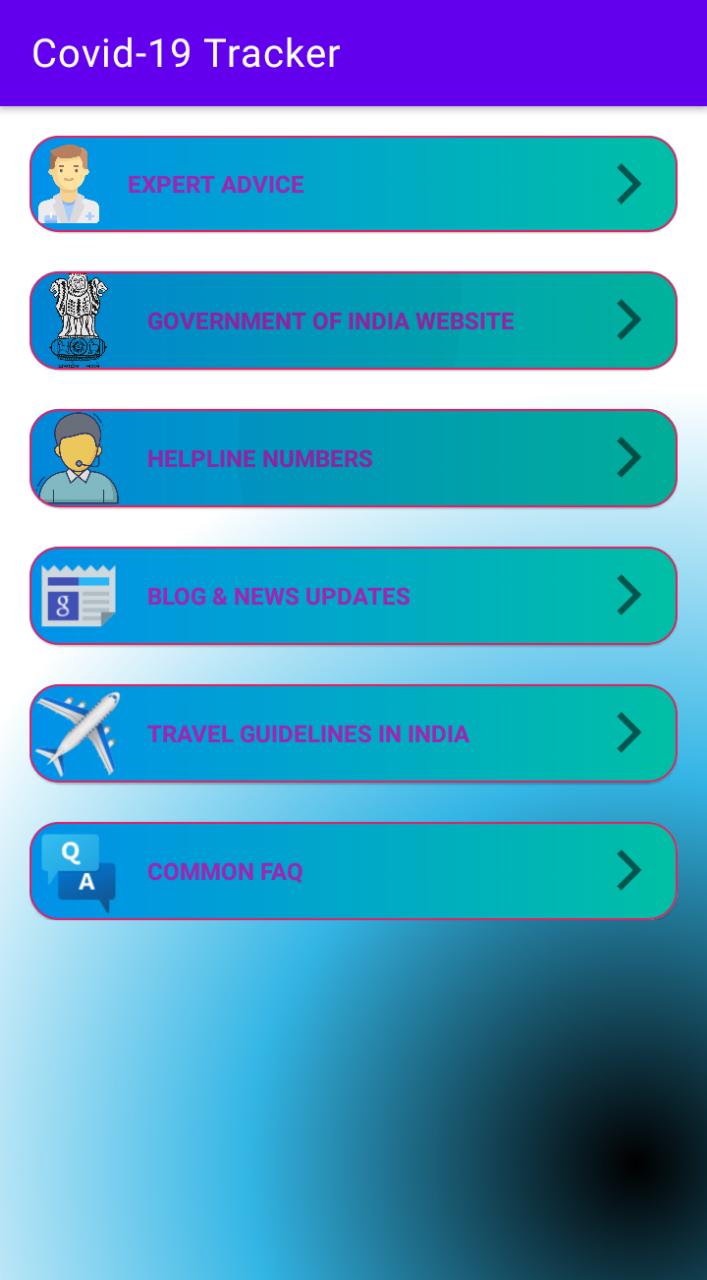 Covid-19 Tracker
EXPERT ADVICE
GOVERNMENT OF INDIA WEBSITE
HELPLINE NUMBERS
g
BLOG & NEWS UPDATES
TRAVEL GUIDELINES IN INDIA
Q
A
COMMON FAQ